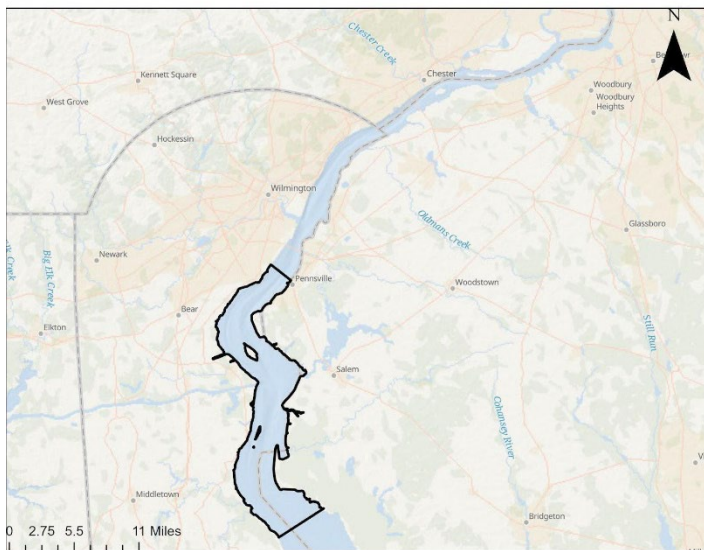 N
Chester Creek
Kennett Square
Chester
West Grove
Woodbury
Woodbury
Heights
Hockessin
Wilmington
Oldmans Creek
Glassboro
Newark
Big Elk Creek
Creek
Pennsville
Woodstown
Bear
Elkton
Still Run
Salem
Cohansey River
Middletown
Bridgeton
0 2.75 5.5 11 Miles